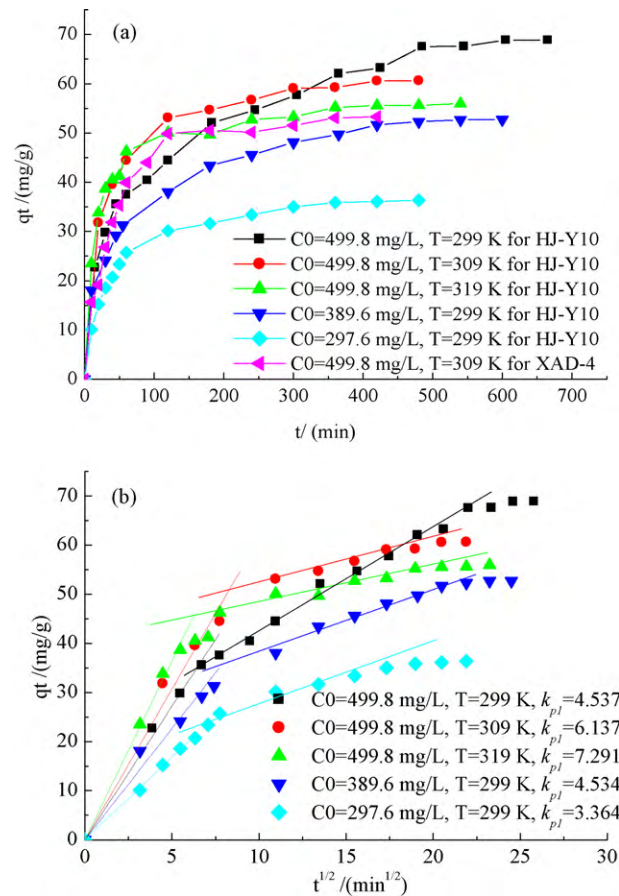 (a)
80
70
60
50
40
30
20
10
0
qt /(mg/g)
C0=499.8 mg/L, T=299 K for HJ-Y10
C0=499.8 mg/L, T=309 K for HJ-Y10
C0=499.8 mg/L, T=319 K for HJ-Y10
C0=389.6 mg/L, T=299 K for HJ-Y10
C0=297.6 mg/L, T=299 K for HJ-Y10
C0=499.8 mg/L, T=309 K for XAD-4
0 100 200 300 400 500 600 700
t/ (min)
(b)
70
60
50
40
30
20
10
0
qt /(mg/g)
C0=499.8 mg/L, T=299 K, kp1=4.537
C0=499.8 mg/L, T=309 K, kp1=6.137
C0=499.8 mg/L, T=319 K, kp1=7.291
C0=389.6 mg/L, T=299 K, kp1=4.534
C0=297.6 mg/L, T=299 K, kp1=3.364
0 5 10 15 20 25 30
t1/2 /(min1/2)